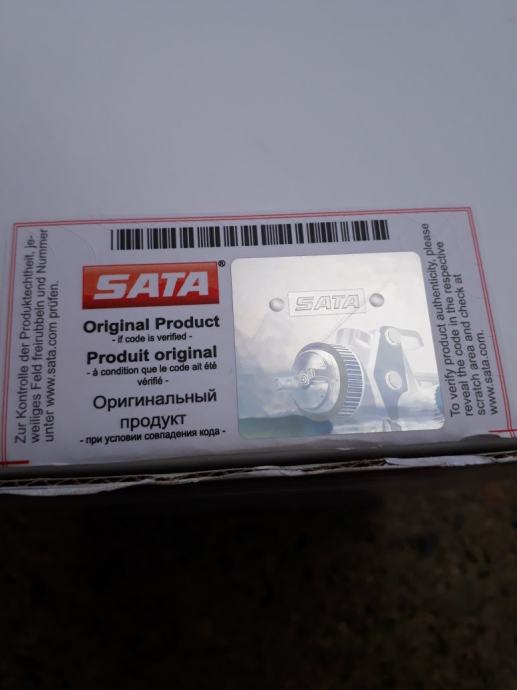 Zur Kontrolle der Produktechtheit, je-
weiliges Feld freirubbeln und Nummer
unter www.sata.com prüfen.
SATA®
Original Product
- if code is verified -
Produit original
- à condition que le code ait été
vérifié -
Оригинальный
продукт
- при условии совпадения кода -
SATA
To verify product authenticity, please
reveal the code in the respective
scratch area and check at
www.sata.com.